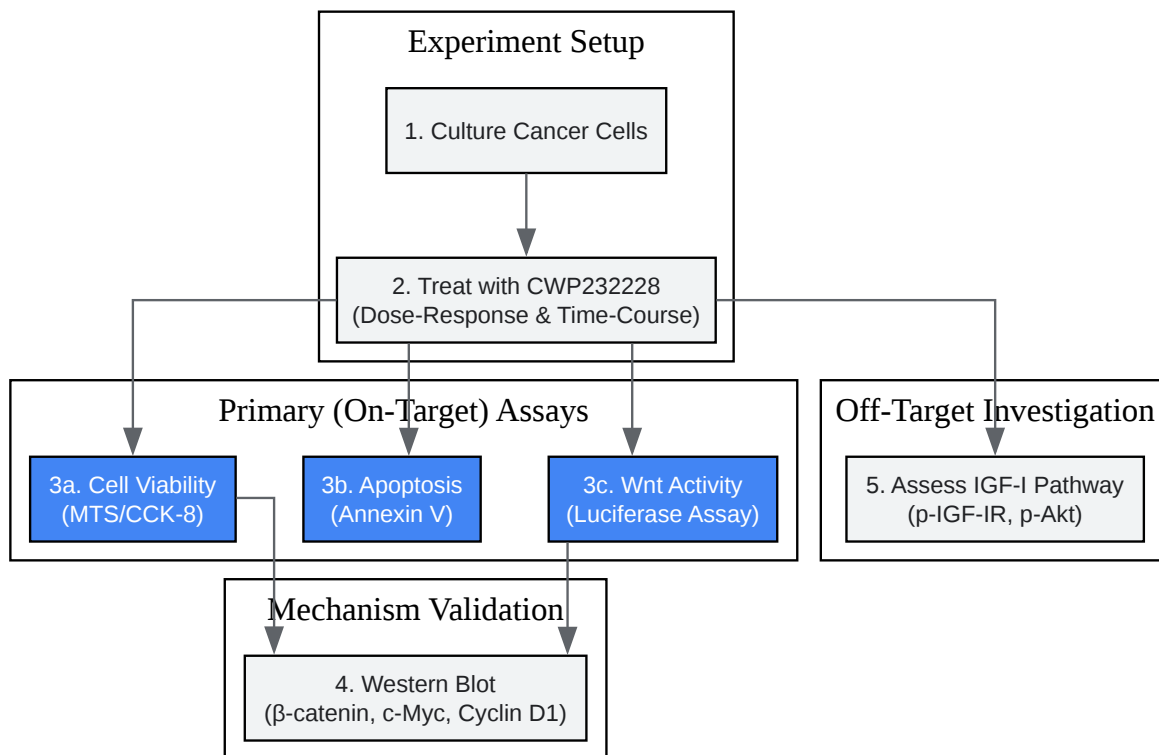 Experiment Setup
1. Culture Cancer Cells
2. Treat with CWP232228
(Dose-Response & Time-Course)
Primary (On-Target) Assays
3a. Cell Viability
(MTS/CCK-8)
3b. Apoptosis
(Annexin V)
3c. Wnt Activity
(Luciferase Assay)
Off-Target Investigation
5. Assess IGF-I Pathway
(p-IGF-IR, p-Akt)
Mechanism Validation
4. Western Blot
(β-catenin, c-Myc, Cyclin D1)